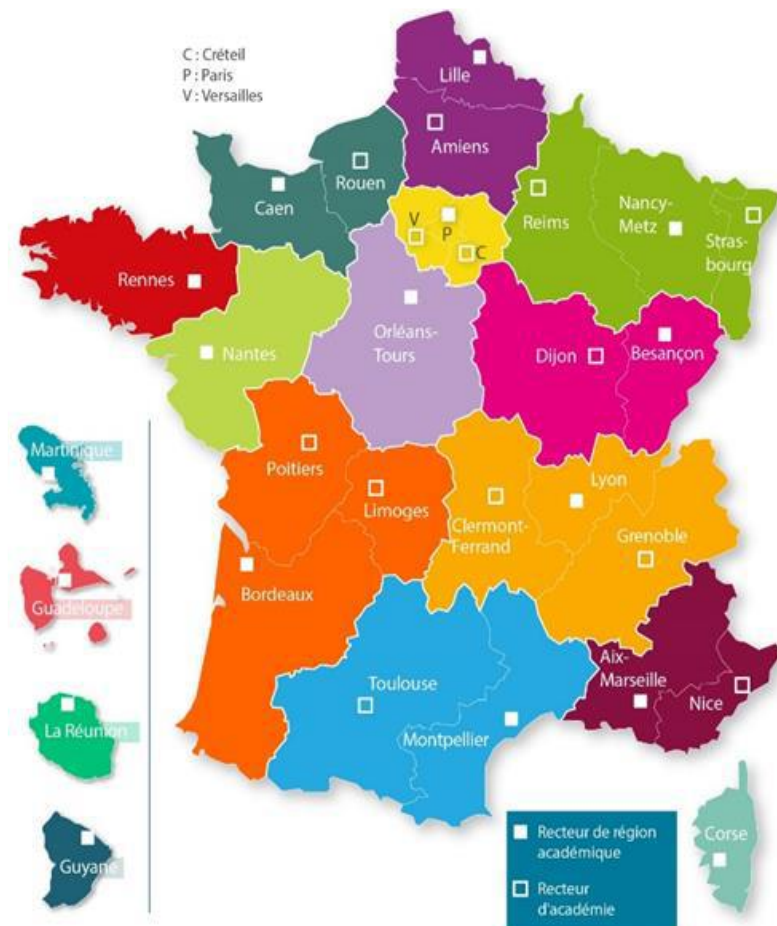 C : Créteil
P : Paris
V : Versailles
Lille
Amiens
Rouen
Caen
V
P
C
Reims
Nancy-
Metz
Stras-
bourg
Rennes
Nantes
Orléans-
Tours
Dijon
Besançon
Martinique
Poitiers
Limoges
Clermont-
Ferrand
Lyon
Grenoble
Guadeloupe
Bordeaux
Aix-
Marseille
Nice
Toulouse
Montpellier
La Réunion
Guyane
Recteur de région
académique
Recteur
d'académie
Corse